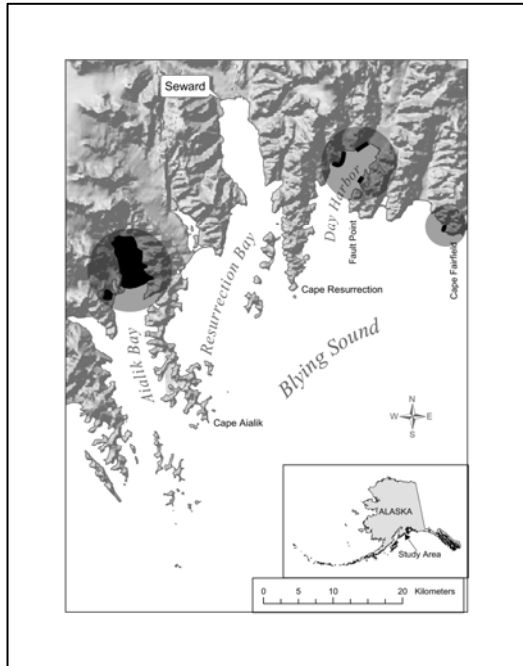 Seward
Day Harbor
Fault Point
Cape Fairfield
Resurrection Bay
Cape Resurrection
Aialik Bay
Blying Sound
Cape Aialik
N
W E
S
ALASKA
Study Area
0 5 10 20 Kilometers